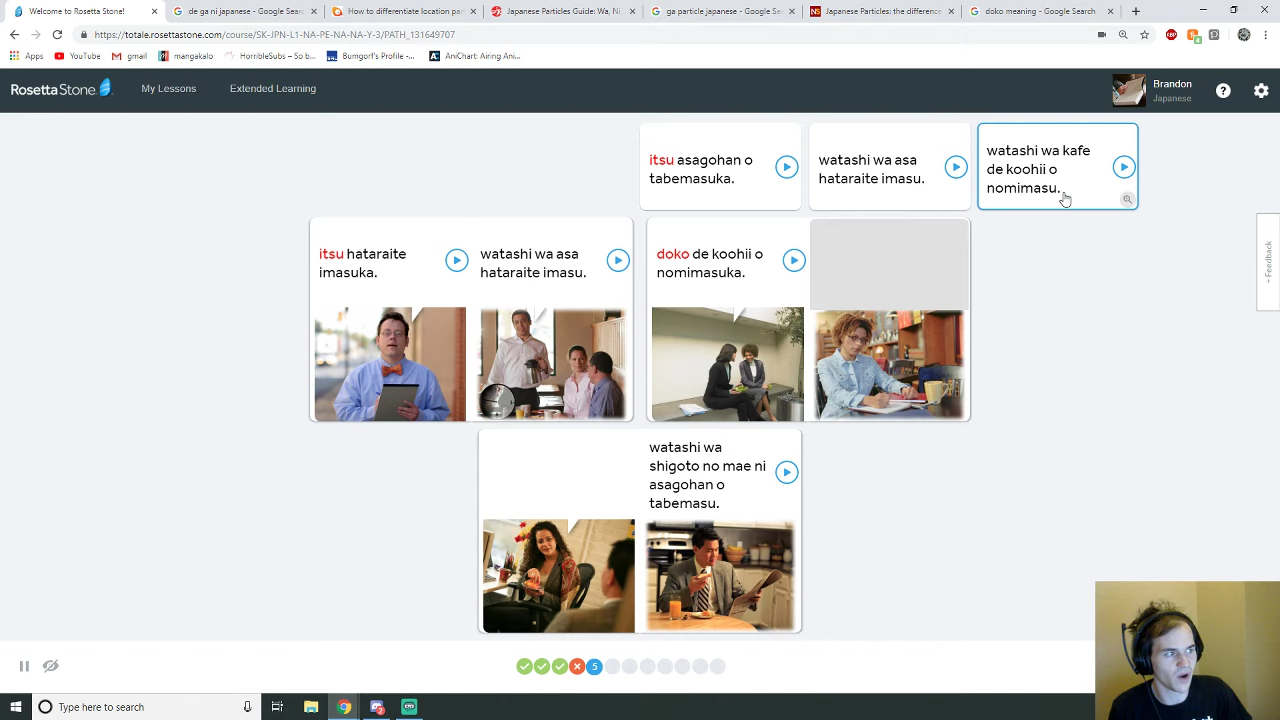 Welcome to Rosetta Stone!
de ga ni japanese - Google Sear
How to differentiate location par
Japanese Particles Guide: Wa, Ni
ga particle japanese - Google Se
Japanese Particles: the difference
doko meaning - Google Search
https://totale.rosettastone.com/course/SK-JPN-L1-NA-PE-NA-NA-Y-3/PATH_131649707
Apps YouTube gmail mangakalo HorribleSubs – So b... Bumgorf's Profile -... AniChart: Airing Ani...
RosettaStone My Lessons Extended Learning
Brandon
Japanese
itsu asagohan o
tabemasuka.
watashi wa asa
hataraite imasu.
watashi wa kafe
de koohii o
nomimasu.
itsu hataraite
imasuka.
watashi wa asa
hataraite imasu.
doko de koohii o
nomimasuka.
+ Feedback
watashi wa
shigoto no mae ni
asagohan o
tabemasu.
5
Type here to search